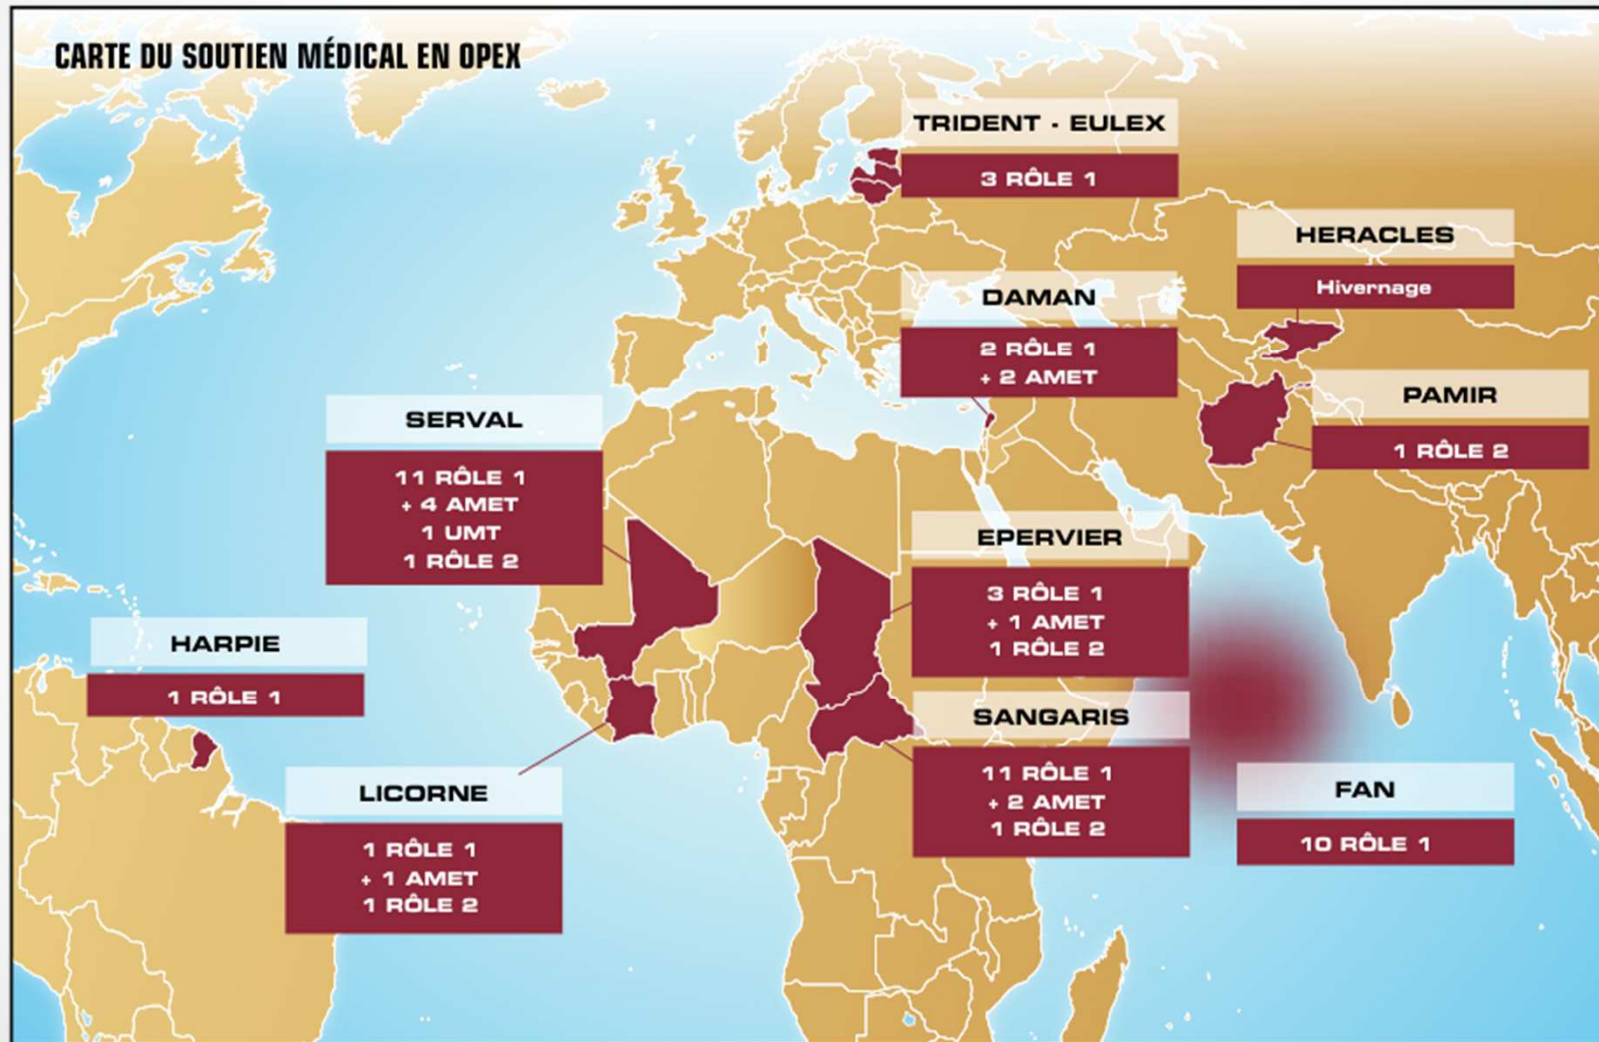 CARTE DU SOUTIEN MÉDICAL EN OPEX
TRIDENT - EULEX
3 RÔLE 1
HERACLES
Hivernage
DAMAN
2 RÔLE 1
+ 2 AMET
PAMIR
1 RÔLE 2
SERVAL
11 RÔLE 1
+ 4 AMET
1 UMT
1 RÔLE 2
EPERVIER
3 RÔLE 1
+ 1 AMET
1 RÔLE 2
HARPIE
1 RÔLE 1
SANGARIS
11 RÔLE 1
+ 2 AMET
1 RÔLE 2
LICORNE
1 RÔLE 1
+ 1 AMET
1 RÔLE 2
FAN
10 RÔLE 1